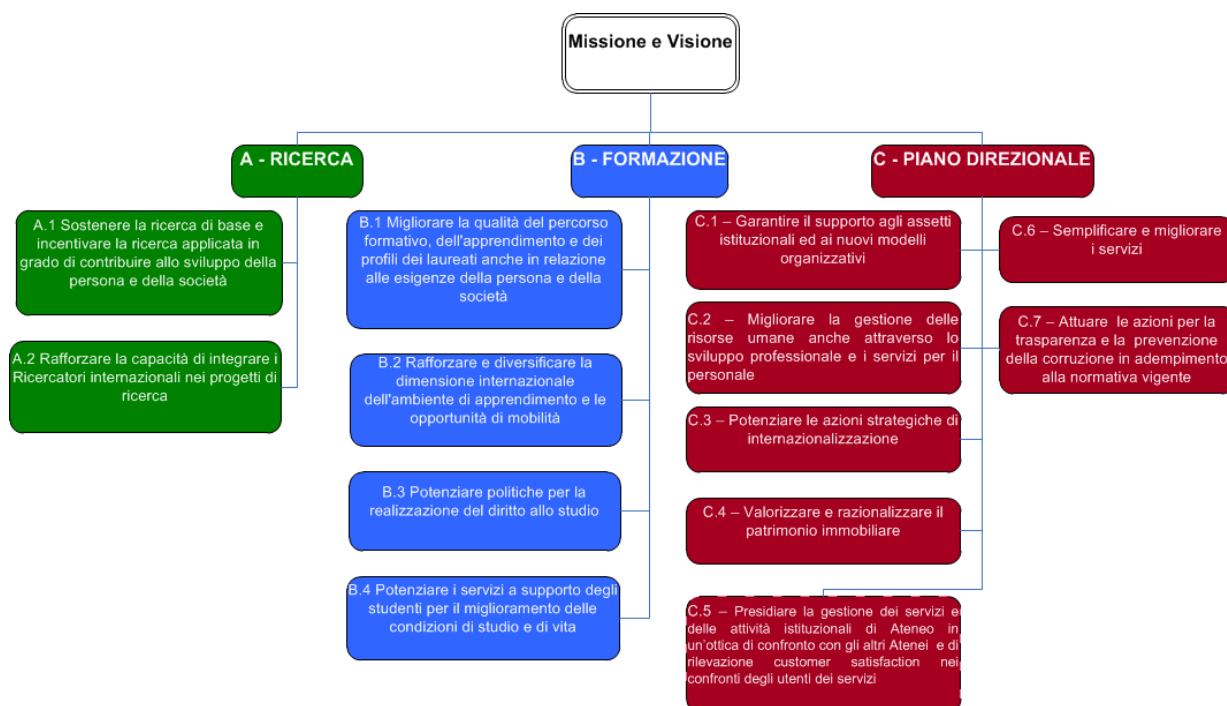 Missione e Visione
A - RICERCA
A.1 Sostenere la ricerca di base e
incentivare la ricerca applicata in
grado di contribuire allo sviluppo della
persona e della società
A.2 Rafforzare la capacità di integrare i
Ricercatori internazionali nei progetti di
ricerca
B - FORMAZIONE
B.1 Migliorare la qualità del percorso
formativo, dell'apprendimento e dei
profili dei laureati anche in relazione
alle esigenze della persona e della
società
B.2 Rafforzare e diversificare la
dimensione internazionale
dell'ambiente di apprendimento e le
opportunità di mobilità
B.3 Potenziare politiche per la
realizzazione del diritto allo studio
B.4 Potenziare i servizi a supporto degli
studenti per il miglioramento delle
condizioni di studio e di vita
C - PIANO DIREZIONALE
C.1 – Garantire il supporto agli assetti
istituzionali ed ai nuovi modelli
organizzativi
C.2 – Migliorare la gestione delle
risorse umane anche attraverso lo
sviluppo professionale e i servizi per il
personale
C.3 – Potenziare le azioni strategiche di
internazionalizzazione
C.4 – Valorizzare e razionalizzare il
patrimonio immobiliare
C.5 – Presidiare la gestione dei servizi e
delle attività istituzionali di Ateneo in
un'ottica di confronto con gli altri Atenei e di
rilevazione customer satisfaction nei
confronti degli utenti dei servizi
C.6 – Semplificare e migliorare
i servizi
C.7 – Attuare le azioni per la
trasparenza e la prevenzione
della corruzione in adempimento
alla normativa vigente